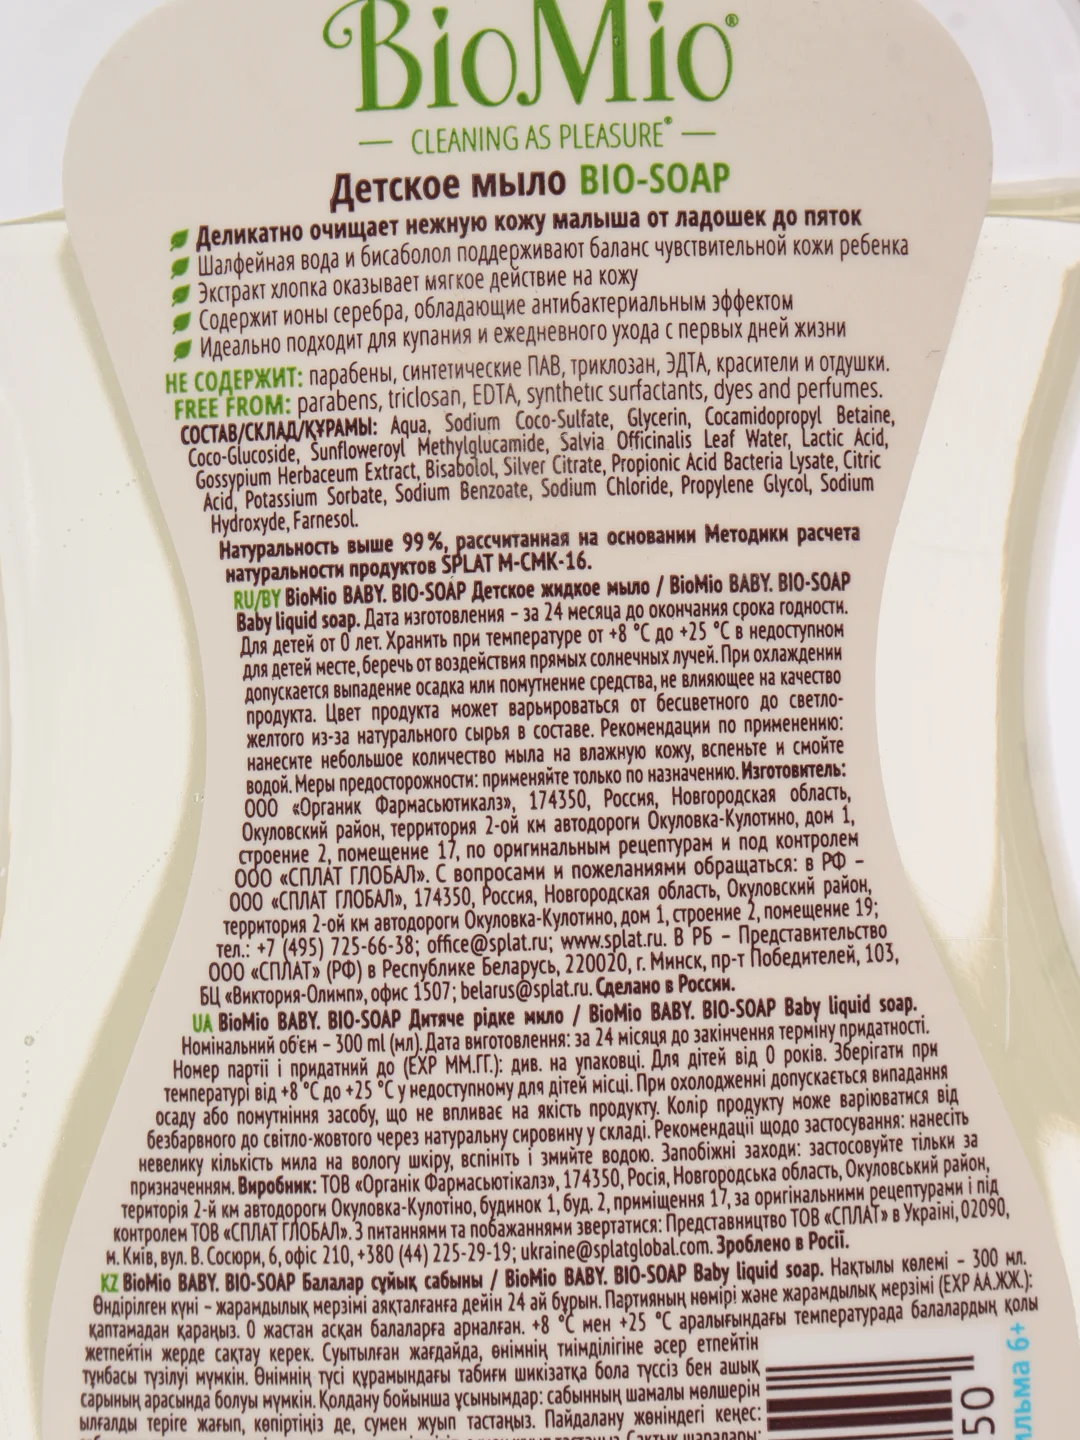 BioMio®
— CLEANING AS PLEASURE® —
Детское мыло BIO-SOAP
Деликатно очищает нежную кожу малыша от ладошек до пяток
Шалфейная вода и бисаболол поддерживают баланс чувствительной кожи ребенка
Экстракт хлопка оказывает мягкое действие на кожу
Содержит ионы серебра, обладающие антибактериальным эффектом
Идеально подходит для купания и ежедневного ухода с первых дней жизни
НЕ СОДЕРЖИТ: парабены, синтетические ПАВ, триклозан, ЭДТА, красители и отдушки.
FREE FROM: parabens, triclosan, EDTA, synthetic surfactants, dyes and perfumes.
СОСТАВ/СКЛАД/ҚҰРАМЫ: Aqua, Sodium Coco-Sulfate, Glycerin, Cocamidopropyl Betaine,
Coco-Glucoside, Sunfloweroyl Methylglucamide, Salvia Officinalis Leaf Water, Lactic Acid,
Gossypium Herbaceum Extract, Bisabolol, Silver Citrate, Propionic Acid Bacteria Lysate, Citric
Acid, Potassium Sorbate, Sodium Benzoate, Sodium Chloride, Propylene Glycol, Sodium
Hydroxyde, Farnesol.
Натуральность выше 99%, рассчитанная на основании Методики расчета
натуральности продуктов SPLAT М-СМК-16.
RU/BY BioMio BABY. BIO-SOAP Детское жидкое мыло / BioMio BABY. BIO-SOAP
Baby liquid soap. Дата изготовления – за 24 месяца до окончания срока годности.
Для детей от 0 лет. Хранить при температуре от +8 °C до +25 °C в недоступном
для детей месте, беречь от воздействия прямых солнечных лучей. При охлаждении
допускается выпадение осадка или помутнение средства, не влияющее на качество
продукта. Цвет продукта может варьироваться от бесцветного до светло-
желтого из-за натурального сырья в составе. Рекомендации по применению:
нанесите небольшое количество мыла на влажную кожу, вспеньте и смойте
водой. Меры предосторожности: применяйте только по назначению. Изготовитель:
ООО «Органик Фармасьютикалз», 174350, Россия, Новгородская область,
Окуловский район, территория 2-ой км автодороги Окуловка-Кулотино, дом 1,
строение 2, помещение 17, по оригинальным рецептурам и под контролем
ООО «СПЛАТ ГЛОБАЛ». С вопросами и пожеланиями обращаться: в РФ –
ООО «СПЛАТ ГЛОБАЛ», 174350, Россия, Новгородская область, Окуловский район,
территория 2-ой км автодороги Окуловка-Кулотино, дом 1, строение 2, помещение 19;
тел.: +7 (495) 725-66-38; office@splat.ru; www.splat.ru. В РБ – Представительство
ООО «СПЛАТ» (РФ) в Республике Беларусь, 220020, г. Минск, пр-т Победителей, 103,
БЦ «Виктория-Олимп», офис 1507; belarus@splat.ru. Сделано в России.
UA BioMio BABY. BIO-SOAP Дитяче рідке мило / BioMio BABY. BIO-SOAP Baby liquid soap.
Номінальний об'єм – 300 ml (мл). Дата виготовлення: за 24 місяця до закінчення терміну придатності.
Номер партії і придатний до (EXP ММ.ГГ.): див. на упаковці. Для дітей від 0 років. Зберігати при
температурі від +8 °C до +25 °C у недоступному для дітей місці. При охолодженні допускається випадання
осаду або помутніння засобу, що не впливає на якість продукту. Колір продукту може варіюватися від
безбарвного до світло-жовтого через натуральну сировину у складі. Рекомендації щодо застосування: нанесіть
невелику кількість мила на вологу шкіру, вспініть і змийте водою. Запобіжні заходи: застосовуйте тільки за
призначенням. Виробник: ТОВ «Органік Фармасьютікалз», 174350, Росія, Новгородська область, Окуловський район,
територія 2-й км автодороги Окуловка-Кулотіно, будинок 1, буд. 2, приміщення 17, за оригінальними рецептурами і під
контролем ТОВ «СПЛАТ ГЛОБАЛ». З питаннями та побажаннями звертатися: Представництво ТОВ «СПЛАТ» в Україні, 02090,
м. Київ, вул. В. Сосюри, 6, офіс 210, +380 (44) 225-29-19; ukraine@splatglobal.com. Зроблено в Росії.
KZ BioMio BABY. BIO-SOAP Балалар сұйық сабыны / BioMio BABY. BIO-SOAP Baby liquid soap. Нақтылы көлемі – 300 мл.
Өндірілген күні – жарамдылық мерзімі аяқталғанға дейін 24 ай бұрын. Партияның нөмірі және жарамдылық мерзімі (EXP АА.ЖЖ.):
қаптамадан қараңыз. 0 жастан асқан балаларға арналған. +8 °C мен +25 °C аралығындағы температурада балалардың қолы
жетпейтін жерде сақтау керек. Суытылған жағдайда, өнімнің тиімділігіне әсер етпейтін
тұнбасы түзілуі мүмкін. Өнімнің түсі құрамындағы табиғи шикізатқа бола түссіз бен ашық
сарының арасында болуы мүмкін. Қолдану бойынша ұсынымдар: сабынның шамалы мөлшерін
ылғалды теріге жағып, көпіртіңіз де, сумен жуып тастаңыз. Пайдалану жөніндегі кеңес:
50
6+